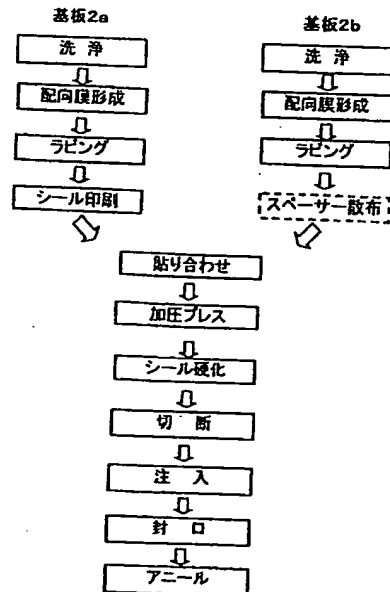 基板2a
洗浄
配向膜形成
ラビング
シール印刷
基板2b
洗浄
配向膜形成
ラビング
スペーサー散布
貼り合わせ
加圧プレス
シール硬化
切断
注入
封口
アニール